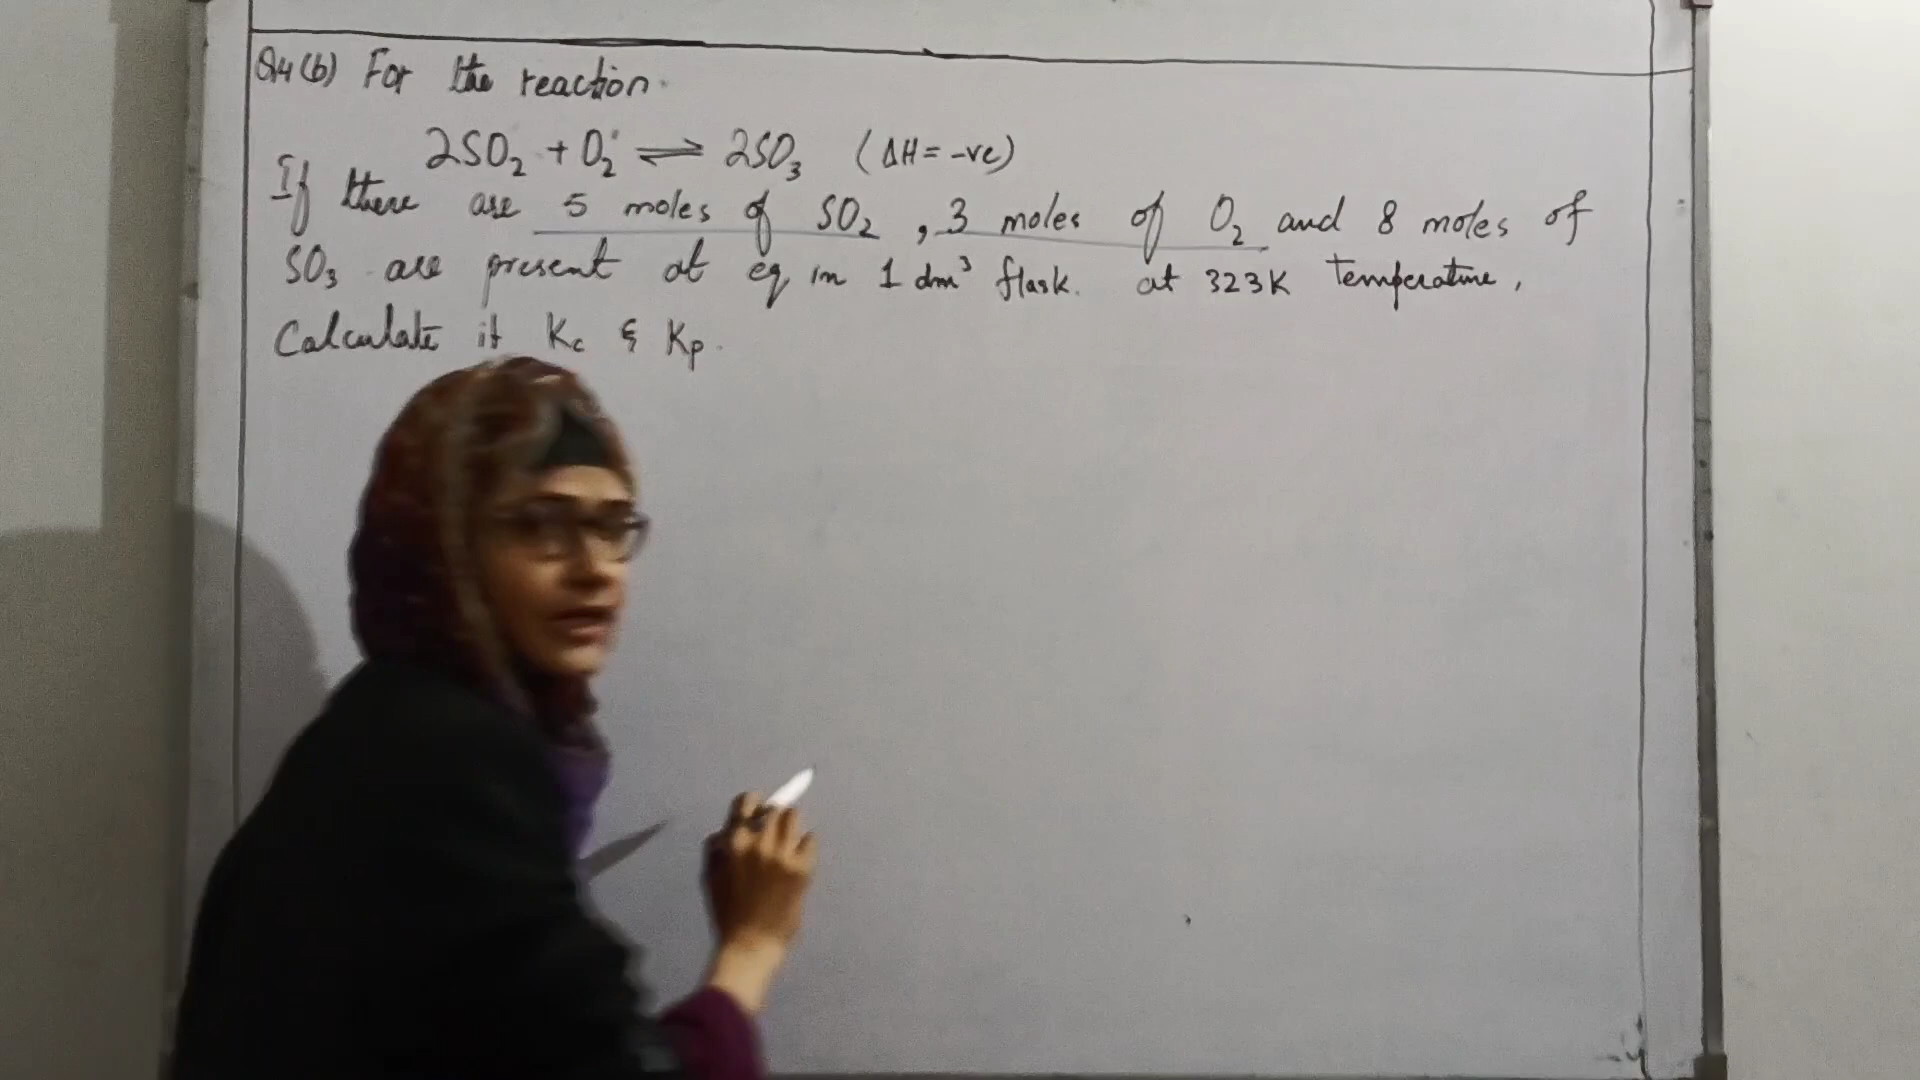 Q4(b) For the reaction.
2SO₂ + O₂ ⇌ 2SO₃ (ΔH = -ve)
If there are 5 moles of SO₂, 3 moles of O₂ and 8 moles of
SO₃ are present at eq in 1 dm³ flask. at 323K temperature,
Calculate it Kc & Kp.